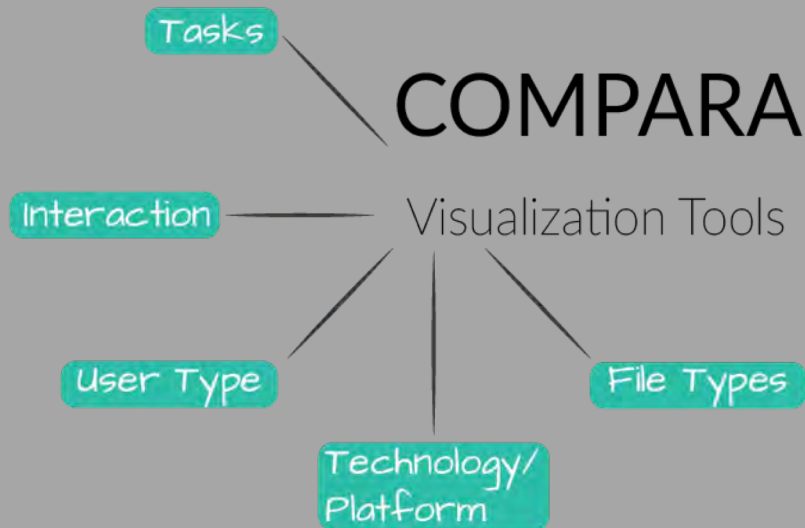 Tasks
COMPARA
Interaction
Visualization Tools
User Type
File Types
Technology/
Platform